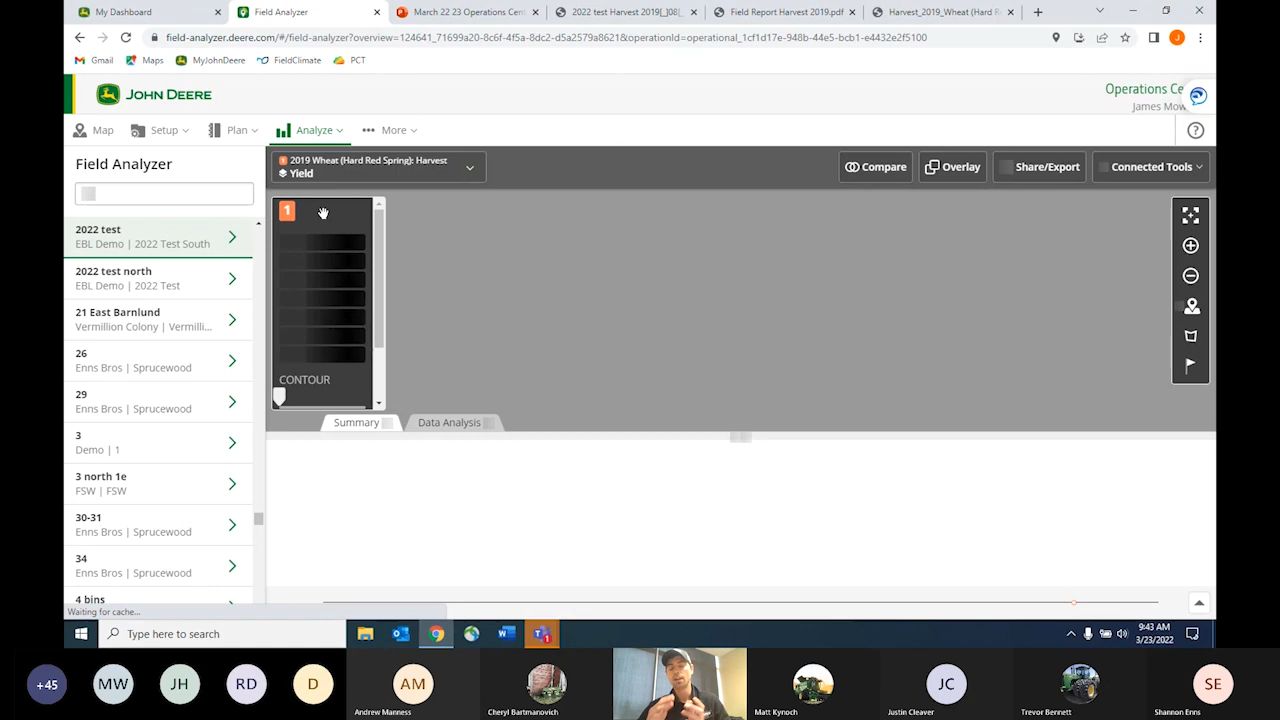 My Dashboard
Field Analyzer
March 22 23 Operations Cen
2022 test Harvest 2019[_]08[_
Field Report Harvest 2019.pdf
Harvest_2019_Wheat (Hard R
field-analyzer.deere.com/#/field-analyzer?overview=124641_71699a20-8c6f-4f5a-8dc2-d5a2579a8621&operationId=operational_1cf1d17e-948b-44e5-bcb1-e4432e2f5100
J
Gmail
Maps
MyJohnDeere
FieldClimate
PCT
JOHN DEERE
Operations Ce
James Mow
Map
Setup
Plan
Analyze
More
Field Analyzer
1 2019 Wheat (Hard Red Spring): Harvest
Yield
Compare
Overlay
Share/Export
Connected Tools
1
CONTOUR
Summary
Data Analysis
2022 test
EBL Demo | 2022 Test South
2022 test north
EBL Demo | 2022 Test
21 East Barnlund
Vermillion Colony | Vermilli...
26
Enns Bros | Sprucewood
29
Enns Bros | Sprucewood
3
Demo | 1
3 north 1e
FSW | FSW
30-31
Enns Bros | Sprucewood
34
Enns Bros | Sprucewood
4 bins
Waiting for cache...
Type here to search
9:43 AM
3/23/2022
+45
MW
JH
RD
D
AM
Andrew Manness
Cheryl Bartmanovich
Matt Kynoch
JC
Justin Cleaver
Trevor Bennett
SE
Shannon Enns